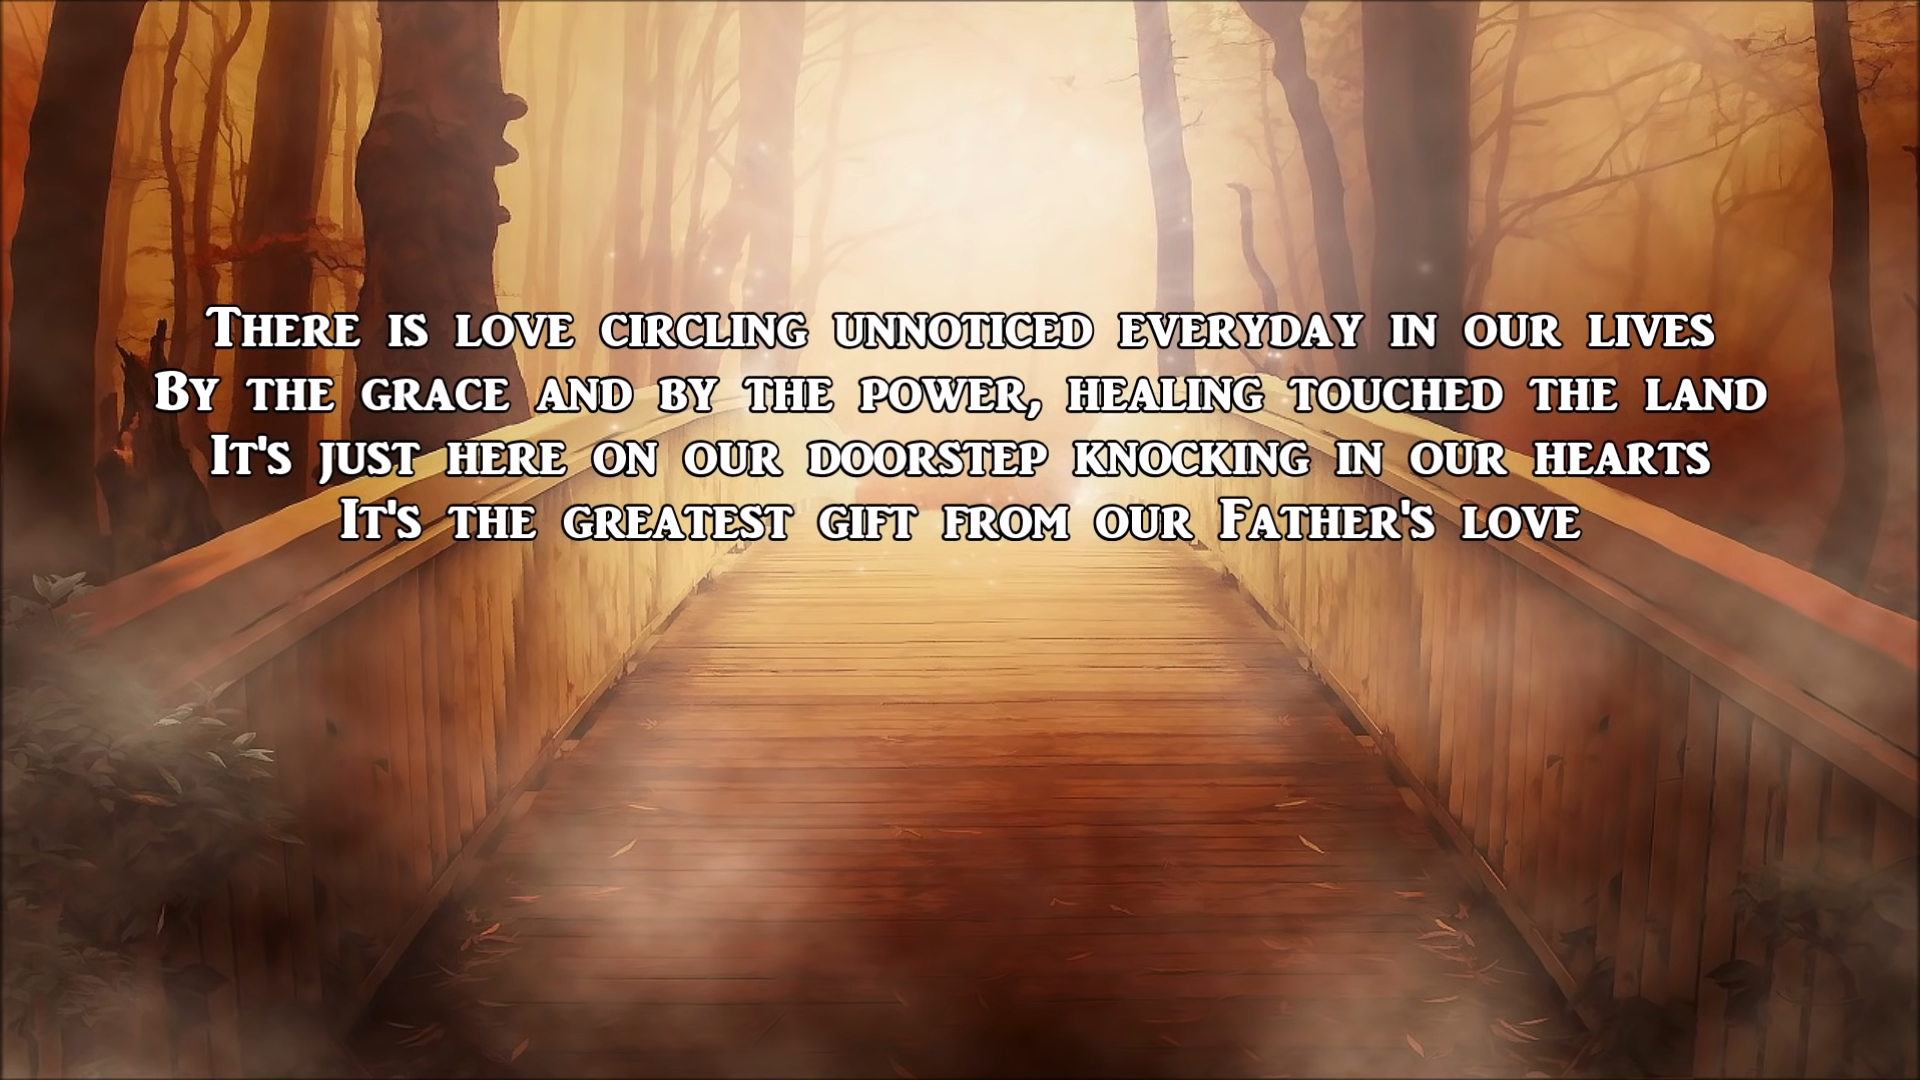 There is love circling unnoticed everyday in our lives
By the grace and by the power, healing touched the land
It's just here on our doorstep knocking in our hearts
It's the greatest gift from our Father's love